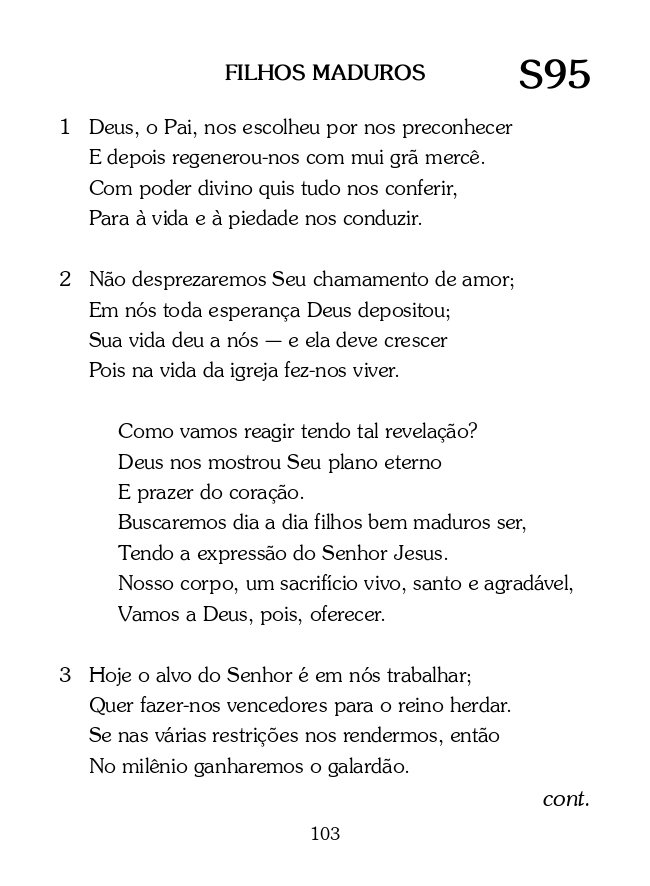 FILHOS MADUROS S95
1 Deus, o Pai, nos escolheu por nos preconhecer
E depois regenerou-nos com mui grã mercê.
Com poder divino quis tudo nos conferir,
Para à vida e à piedade nos conduzir.
2 Não desprezaremos Seu chamamento de amor;
Em nós toda esperança Deus depositou;
Sua vida deu a nós — e ela deve crescer
Pois na vida da igreja fez-nos viver.
Como vamos reagir tendo tal revelação?
Deus nos mostrou Seu plano eterno
E prazer do coração.
Buscaremos dia a dia filhos bem maduros ser,
Tendo a expressão do Senhor Jesus.
Nosso corpo, um sacrifício vivo, santo e agradável,
Vamos a Deus, pois, oferecer.
3 Hoje o alvo do Senhor é em nós trabalhar;
Quer fazer-nos vencedores para o reino herdar.
Se nas várias restrições nos rendermos, então
No milênio ganharemos o galardão.
cont.
103